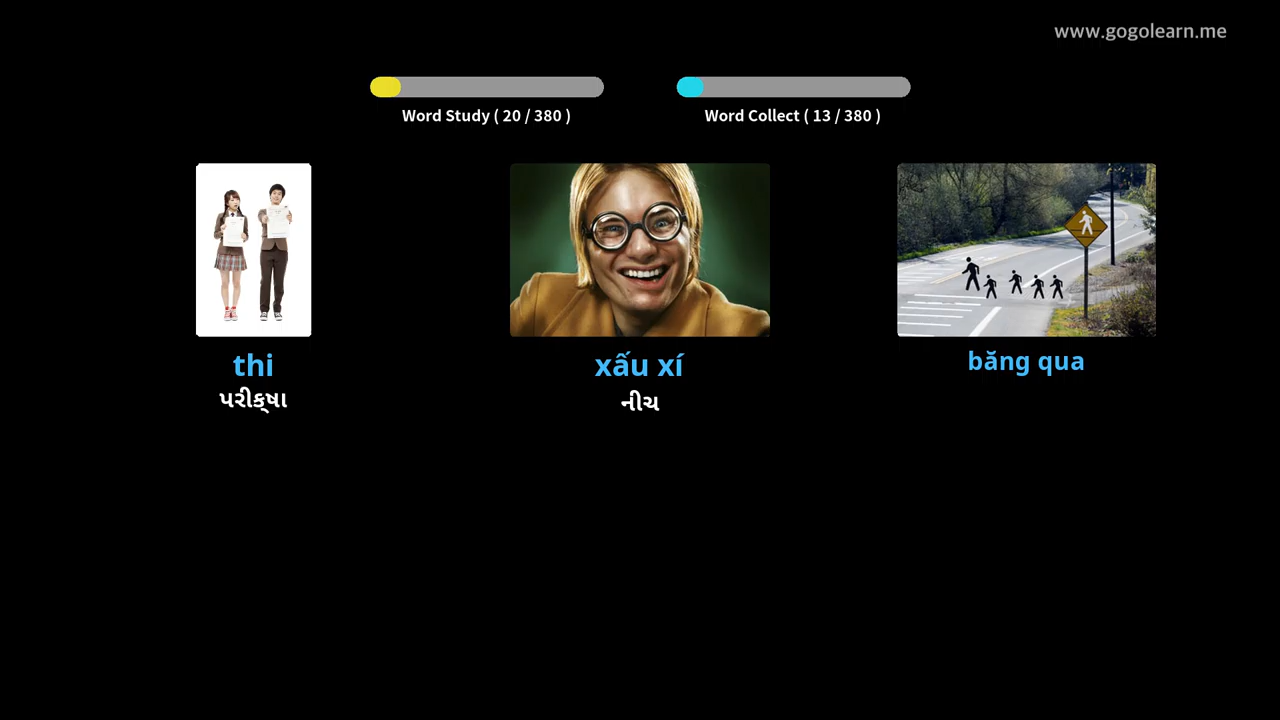 www.gogolearn.me
Word Study ( 20 / 380 )
Word Collect ( 13 / 380 )
thi
xấu xí
băng qua
પરીક્ષા
નીચ